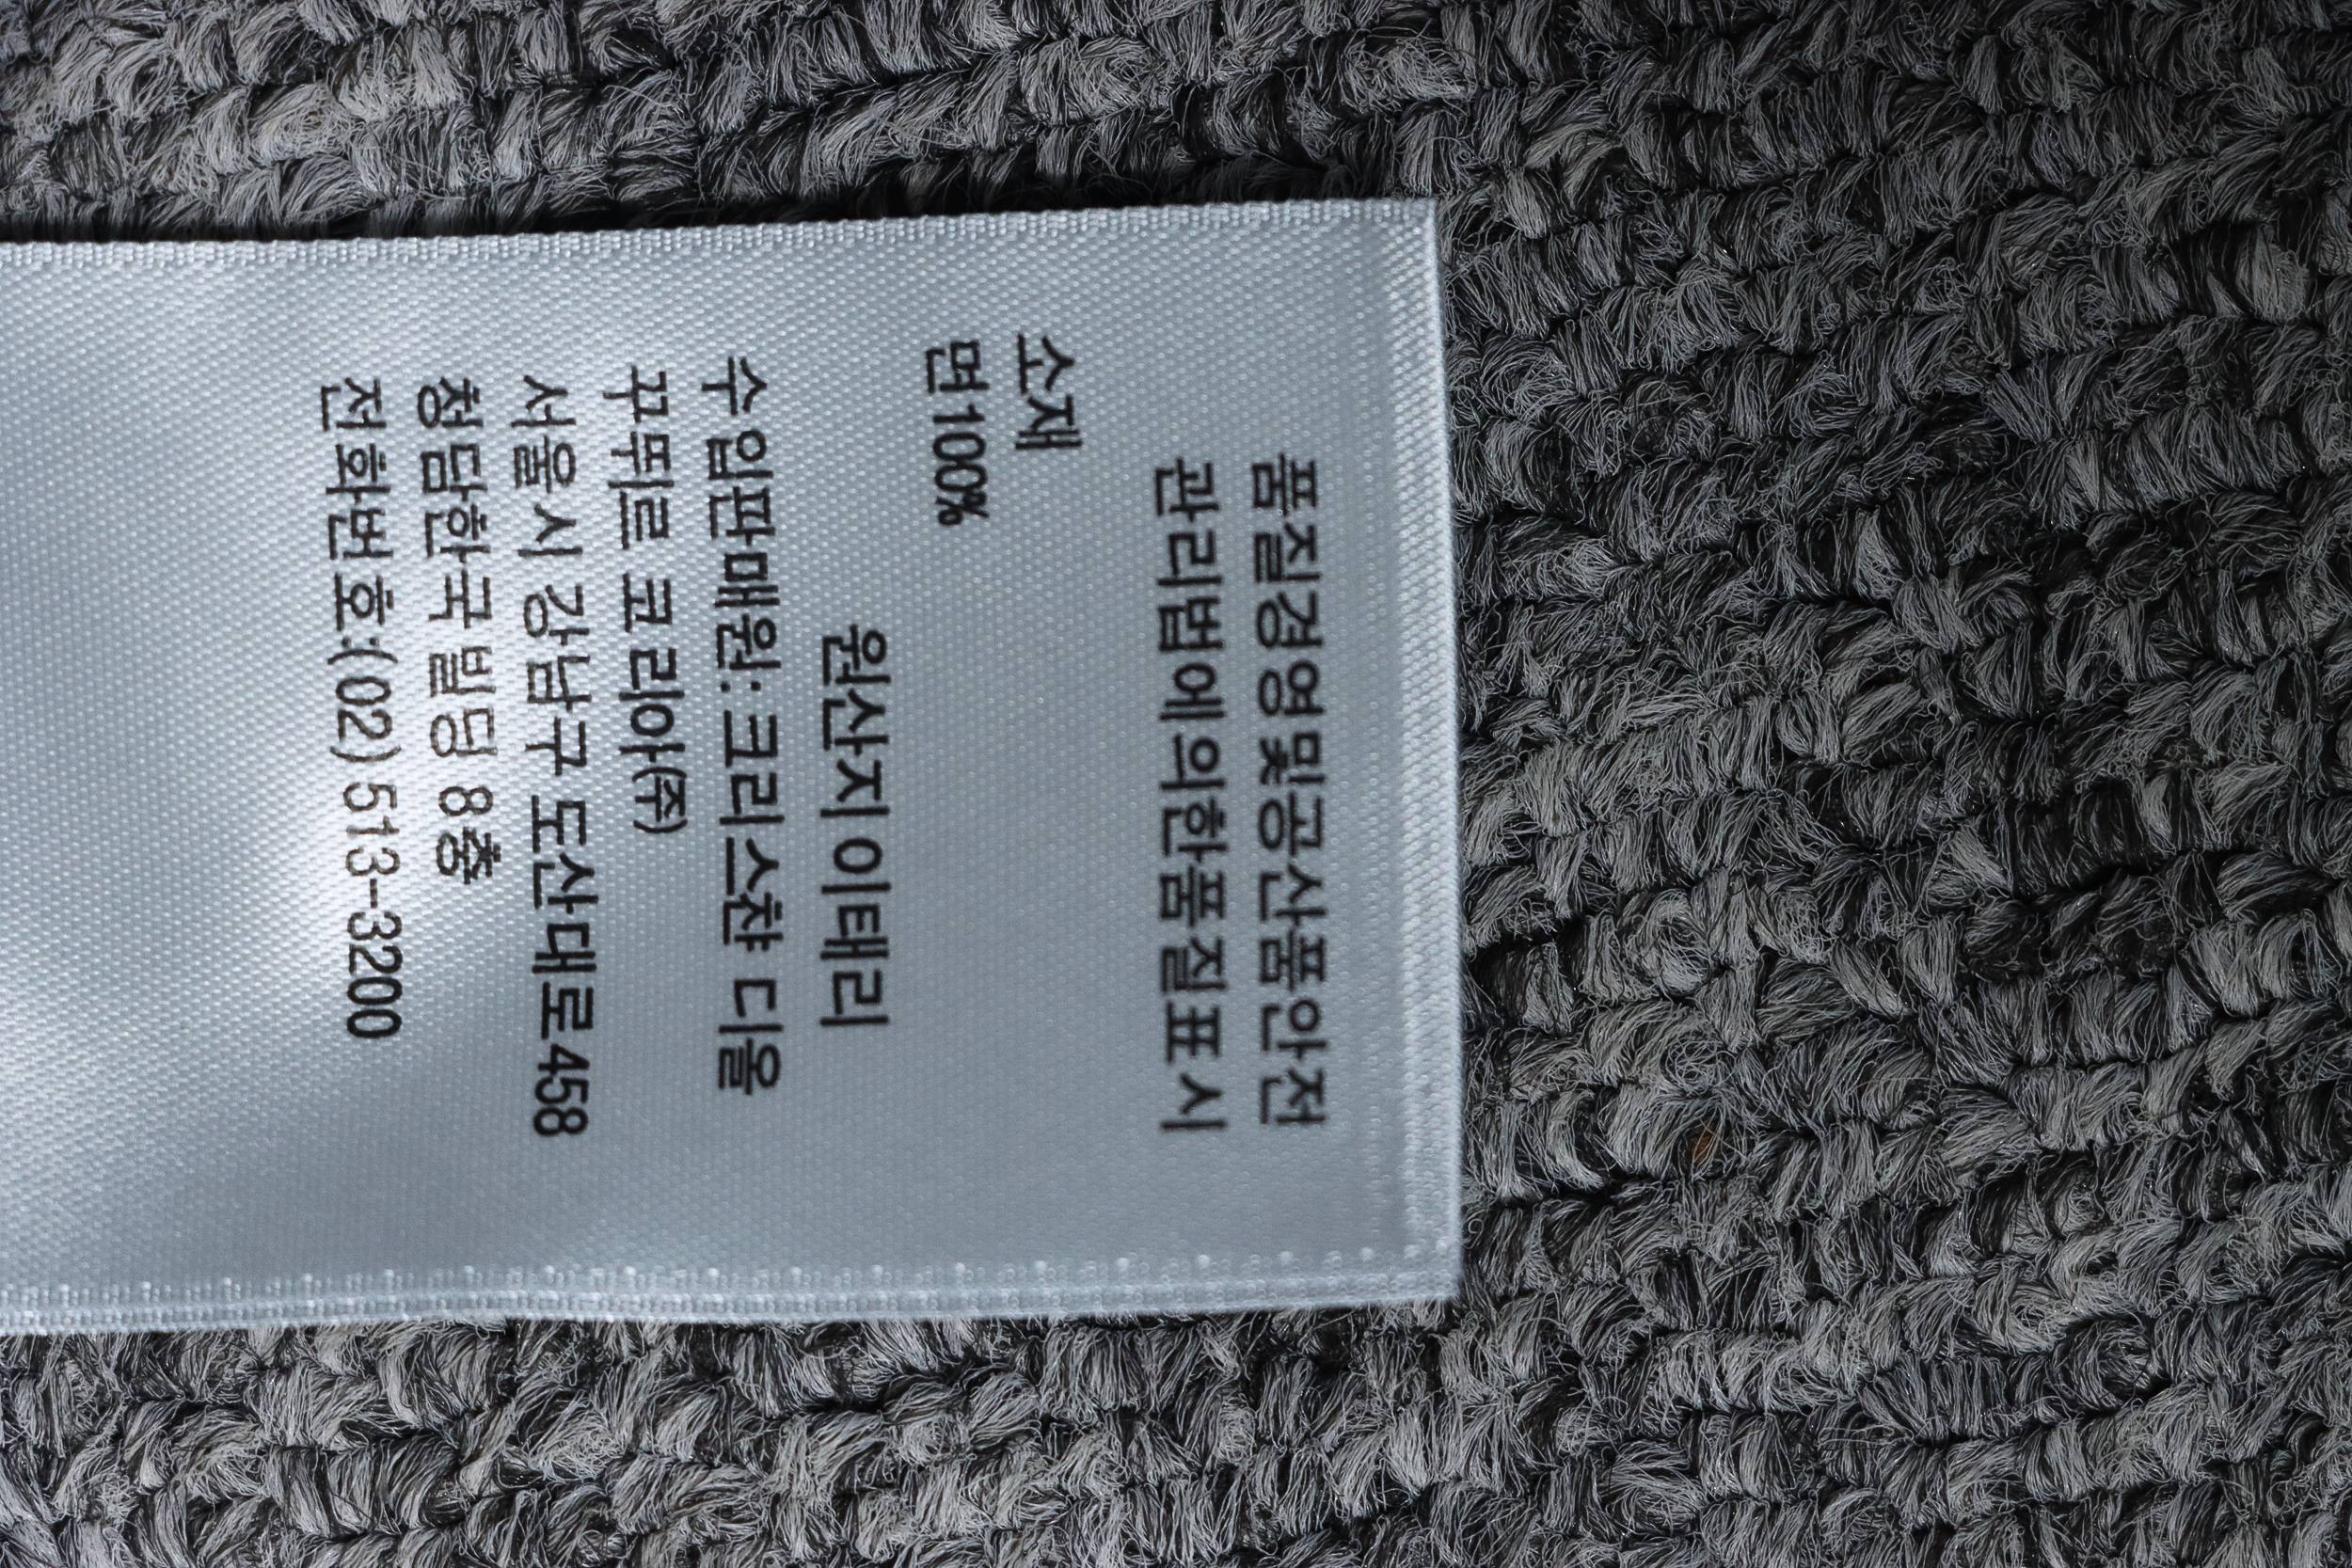 품질경영및공산품안전
관리법에의한품질표시
소재
면100%
원산지 이태리
수입판매원: 크리스챤 디올
꾸뛰르 코리아(주)
서울시 강남구 도산대로458
청담한국빌딩 8층
전화번호:(02) 513-3200